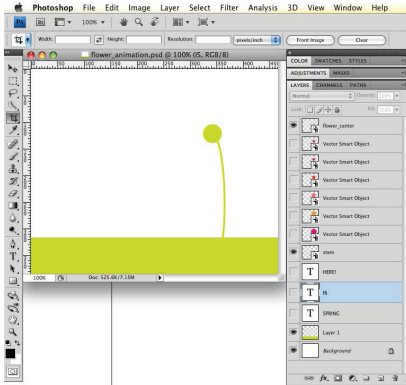 Photoshop File Edit Image Layer Select Filter Analysis 3D View Window Help
Ps Br 100%
Width: Height: Resolution: pixels/inch Front Image Clear
flower_animation.psd @ 100% (IS, RGB/8)
0 50 100 150 200 250 300 350 400 450
COLOR SWATCHES STYLES
ADJUSTMENTS MASKS
LAYERS CHANNELS PATHS
Normal Opacity:
Lock: Fill:
flower_center
Vector Smart Object
Vector Smart Object
Vector Smart Object
Vector Smart Object
Vector Smart Object
stem
T HERE!
T IS
T SPRING
Layer 1
Background
100% Doc: 525.6K/7.15M